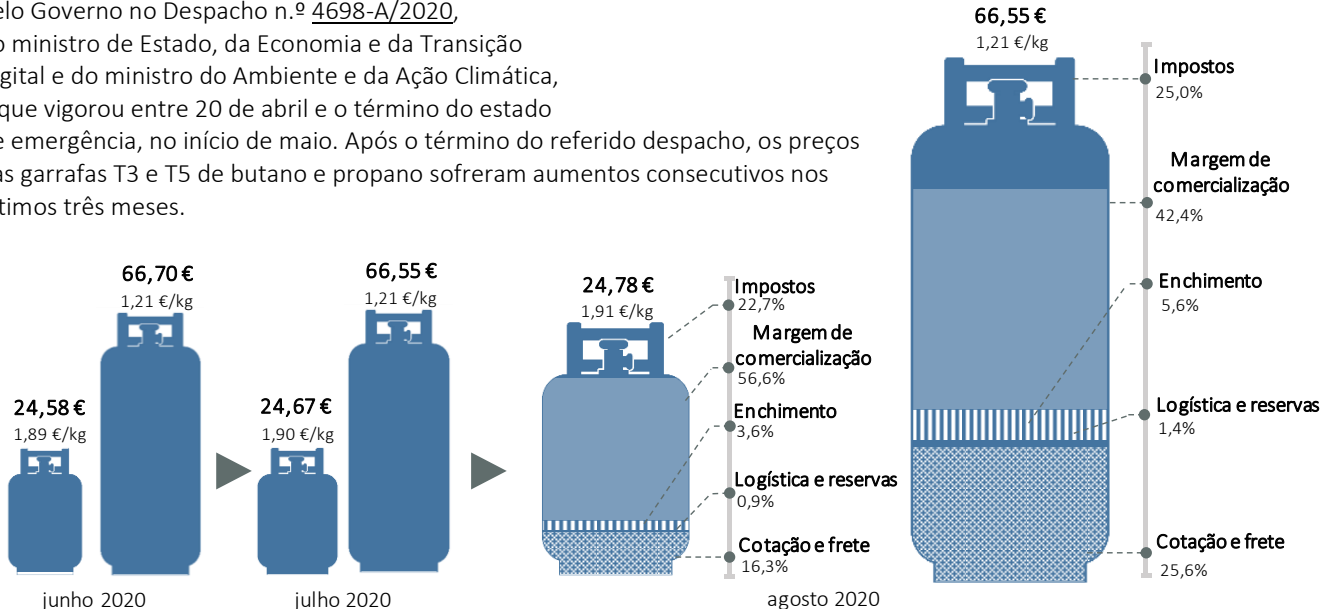 elo Governo no Despacho n.º 4698-A/2020,
o ministro de Estado, da Economia e da Transição
gital e do ministro do Ambiente e da Ação Climática,
que vigorou entre 20 de abril e o término do estado
e emergência, no início de maio. Após o término do referido despacho, os preços
as garrafas T3 e T5 de butano e propano sofreram aumentos consecutivos nos
timos três meses.
24,58 €
1,89 €/kg
66,70 €
1,21 €/kg
junho 2020
24,67 €
1,90 €/kg
66,55 €
1,21 €/kg
julho 2020
24,78 €
1,91 €/kg
Impostos
22,7%
Margem de
comercialização
56,6%
Enchimento
3,6%
Logística e reservas
0,9%
Cotação e frete
16,3%
66,55 €
1,21 €/kg
Impostos
25,0%
Margem de
comercialização
42,4%
Enchimento
5,6%
Logística e reservas
1,4%
Cotação e frete
25,6%
agosto 2020